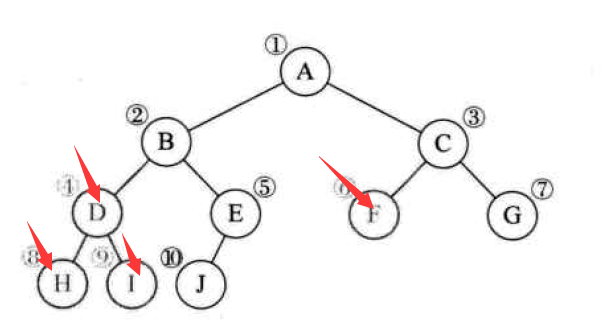 ①
A
②
③
B
C
④
⑤
⑥
⑦
D
E
F
G
⑧
⑨
⑩
H
I
J